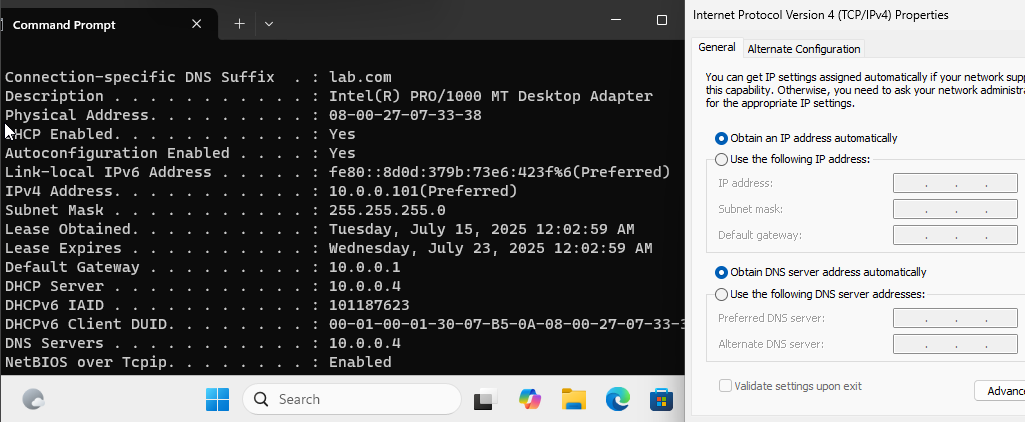 Command Prompt
Connection-specific DNS Suffix  . : lab.com
Description . . . . . . . . . . . : Intel(R) PRO/1000 MT Desktop Adapter
Physical Address. . . . . . . . . : 08-00-27-07-33-38
DHCP Enabled. . . . . . . . . . . : Yes
Autoconfiguration Enabled . . . . : Yes
Link-local IPv6 Address . . . . . : fe80::8d0d:379b:73e6:423f%6(Preferred)
IPv4 Address. . . . . . . . . . . : 10.0.0.101(Preferred)
Subnet Mask . . . . . . . . . . . : 255.255.255.0
Lease Obtained. . . . . . . . . . : Tuesday, July 15, 2025 12:02:59 AM
Lease Expires . . . . . . . . . . : Wednesday, July 23, 2025 12:02:59 AM
Default Gateway . . . . . . . . . : 10.0.0.1
DHCP Server . . . . . . . . . . . : 10.0.0.4
DHCPv6 IAID . . . . . . . . . . . : 101187623
DHCPv6 Client DUID. . . . . . . . : 00-01-00-01-30-07-B5-0A-08-00-27-07-33-3
DNS Servers . . . . . . . . . . . : 10.0.0.4
NetBIOS over Tcpip. . . . . . . . : Enabled
Search
Internet Protocol Version 4 (TCP/IPv4) Properties
General
Alternate Configuration
You can get IP settings assigned automatically if your network sup
this capability. Otherwise, you need to ask your network administra
for the appropriate IP settings.
Obtain an IP address automatically
Use the following IP address:
IP address:
Subnet mask:
Default gateway:
Obtain DNS server address automatically
Use the following DNS server addresses:
Preferred DNS server:
Alternate DNS server:
Validate settings upon exit
Advanc